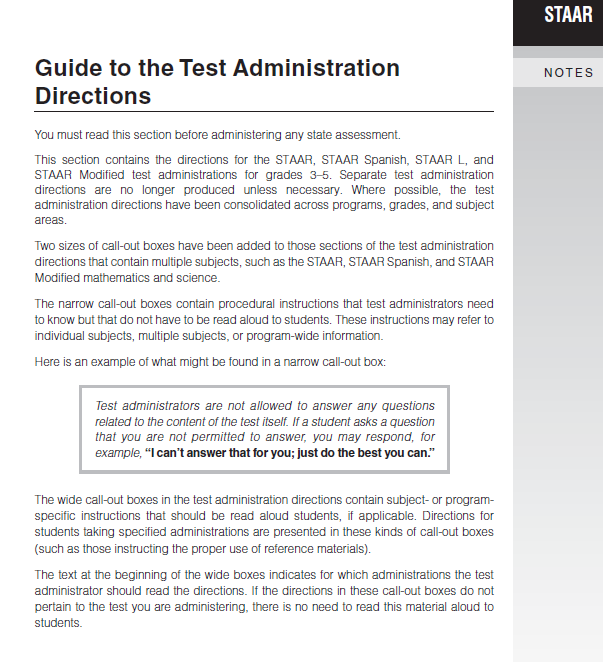 STAAR
NOTES
Guide to the Test Administration
Directions
You must read this section before administering any state assessment.
This section contains the directions for the STAAR, STAAR Spanish, STAAR L, and
STAAR Modified test administrations for grades 3–5. Separate test administration
directions are no longer produced unless necessary. Where possible, the test
administration directions have been consolidated across programs, grades, and subject
areas.
Two sizes of call-out boxes have been added to those sections of the test administration
directions that contain multiple subjects, such as the STAAR, STAAR Spanish, and STAAR
Modified mathematics and science.
The narrow call-out boxes contain procedural instructions that test administrators need
to know but that do not have to be read aloud to students. These instructions may refer to
individual subjects, multiple subjects, or program-wide information.
Here is an example of what might be found in a narrow call-out box:
Test administrators are not allowed to answer any questions
related to the content of the test itself. If a student asks a question
that you are not permitted to answer, you may respond, for
example, “I can’t answer that for you; just do the best you can.”
The wide call-out boxes in the test administration directions contain subject- or program-
specific instructions that should be read aloud students, if applicable. Directions for
students taking specified administrations are presented in these kinds of call-out boxes
(such as those instructing the proper use of reference materials).
The text at the beginning of the wide boxes indicates for which administrations the test
administrator should read the directions. If the directions in these call-out boxes do not
pertain to the test you are administering, there is no need to read this material aloud to
students.